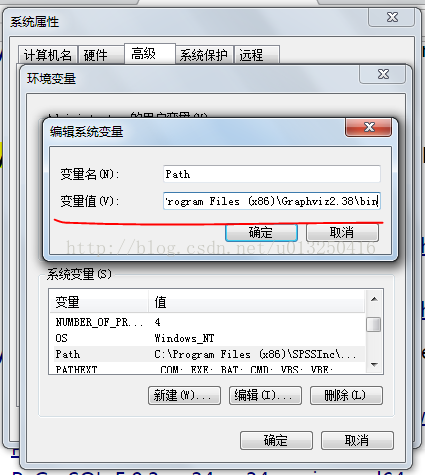 系统属性
计算机名 硬件 高级 系统保护 远程
环境变量
的用户变量(U)
编辑系统变量
变量名(N): Path
变量值(V): rogram Files (x86)\Graphviz2.38\bin
确定 取消
http://blog.csdn.net/u013250416
系统变量(S)
变量 值
NUMBER_OF_PR... 4
OS Windows_NT
Path C:\Program Files (x86)\SPSSInc\...
PATHEXT .COM;.EXE;.BAT;.CMD;.VBS;.VBE;
新建(W)... 编辑(I)... 删除(L)
确定 取消